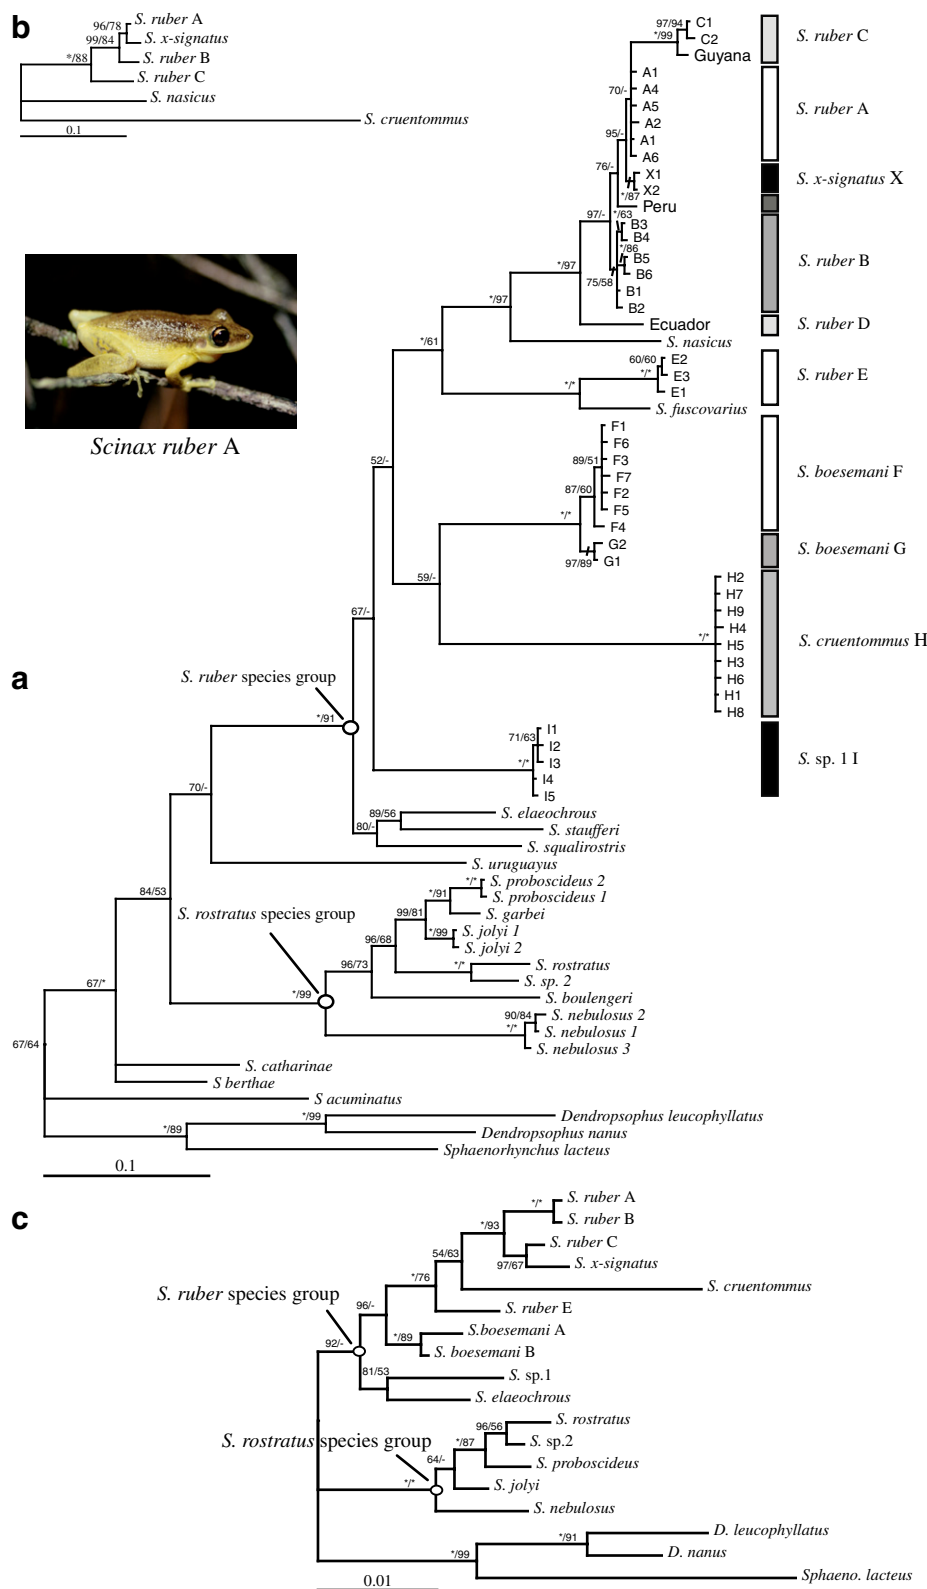 b
96/78
S. ruber A
S. x-signatus
99/84
S. ruber B
*/88
S. ruber C
S. nasicus
S. cruentommus
0.1
Scinax ruber A
a
97/94
C1
*/99
C2
Guyana
S. ruber C
A1
70/-
A4
A5
A2
S. ruber A
95/-
A1
A6
76/-
X1
X2
*/87
S. x-signatus X
Peru
97/-
*/63
B3
B4
*/86
B5
B6
75/58
B1
B2
S. ruber B
*/97
Ecuador
S. ruber D
*/97
S. nasicus
*/61
60/60
E2
*/*
E3
E1
S. ruber E
*/*
S. fuscovarius
F1
F6
89/51
F3
F7
87/60
F2
F5
*/*
F4
S. boesemani F
G2
97/89
G1
S. boesemani G
52/-
59/-
H2
H7
H9
H4
*/*
H5
H3
H6
H1
H8
S. cruentommus H
67/-
S. ruber species group
*/91
71/63
I1
I2
*/*
I3
I4
I5
S. sp. 1 I
89/56
S. elaeochrous
80/-
S. staufferi
S. squalirostris
70/-
S. uruguayus
84/53
S. rostratus species group
*/*
S. proboscideus 2
*/91
S. proboscideus 1
99/81
S. garbei
*/99
S. jolyi 1
S. jolyi 2
96/68
*/*
S. rostratus
S. sp. 2
96/73
S. boulengeri
*/99
90/84
S. nebulosus 2
*/*
S. nebulosus 1
S. nebulosus 3
67/*
67/64
S. catharinae
S berthae
S acuminatus
*/99
Dendropsophus leucophyllatus
*/89
Dendropsophus nanus
Sphaenorhynchus lacteus
0.1
c
*/*
S. ruber A
S. ruber B
*/93
S. ruber C
97/67
S. x-signatus
54/63
S. cruentommus
*/76
S. ruber E
S. ruber species group
96/-
S.boesemani A
*/89
S. boesemani B
92/-
81/53
S. sp.1
S. elaeochrous
S. rostratus species group
96/56
S. rostratus
*/87
S. sp.2
S. proboscideus
64/-
S. jolyi
*/*
S. nebulosus
*/91
D. leucophyllatus
*/99
D. nanus
Sphaeno. lacteus
0.01